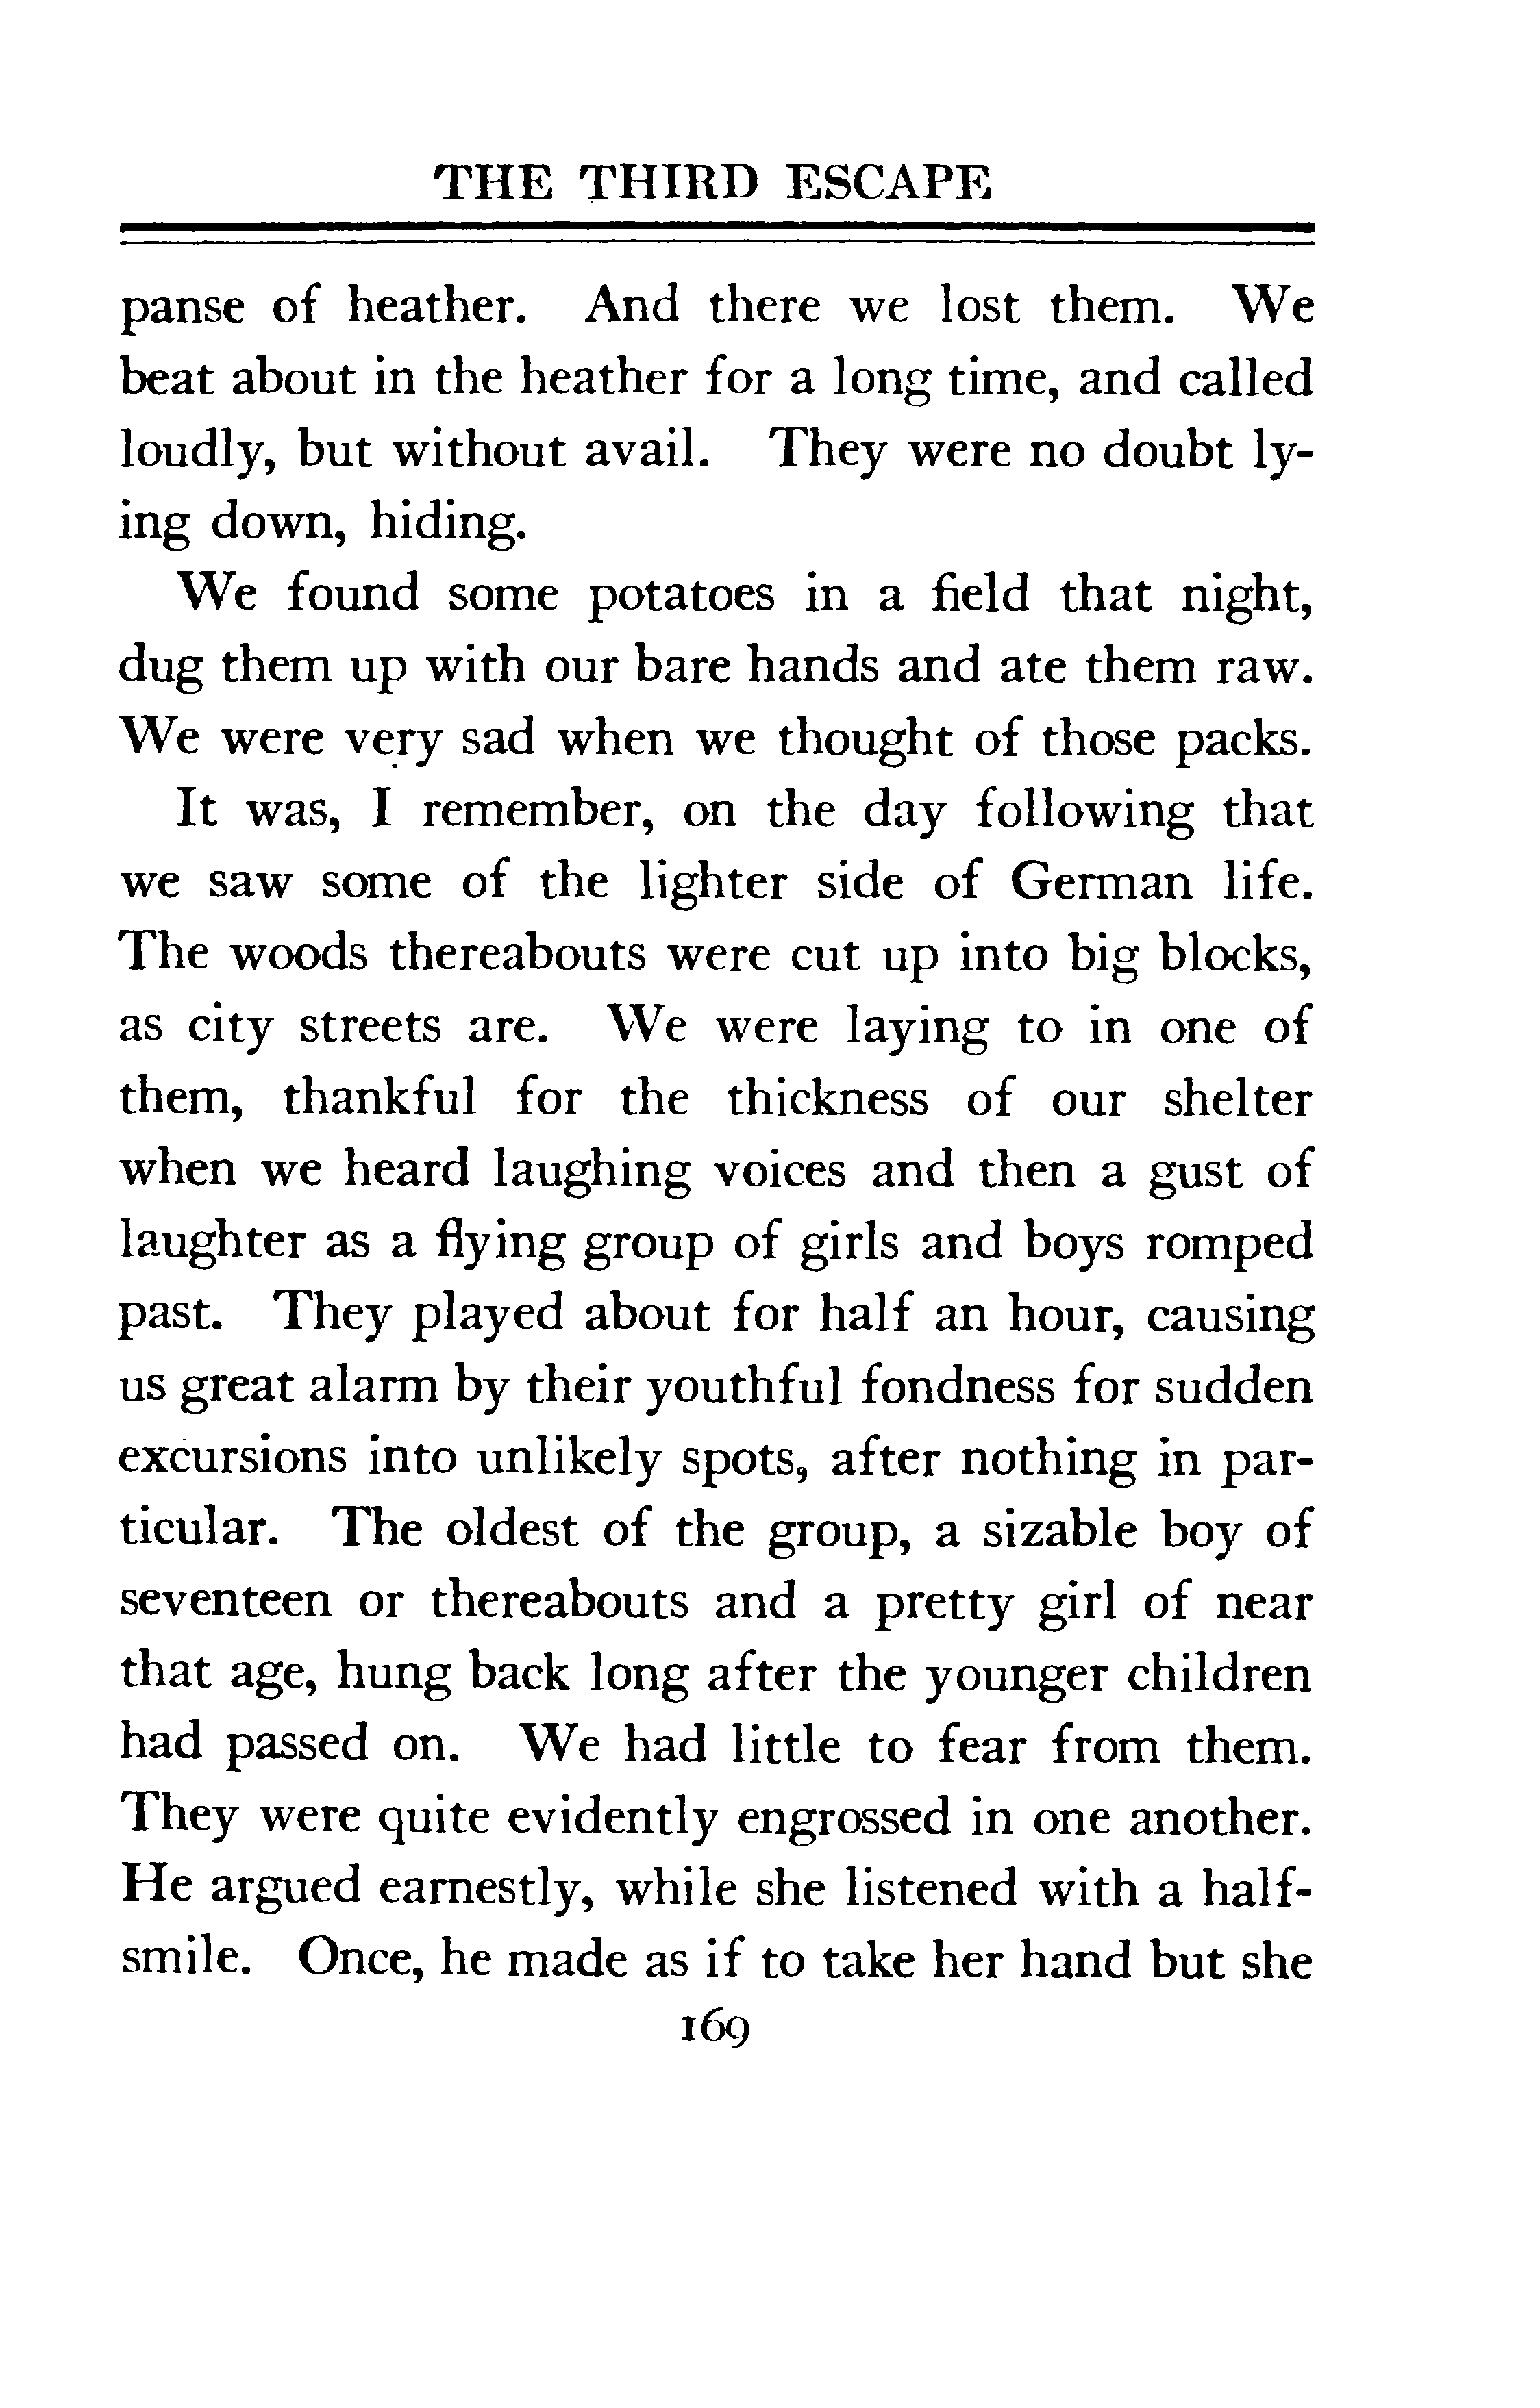 THE THIRD ESCAPE
panse of heather. And there we lost them. We
beat about in the heather for a long time, and called
loudly, but without avail. They were no doubt ly-
ing down, hiding.
We found some potatoes in a field that night,
dug them up with our bare hands and ate them raw.
We were very sad when we thought of those packs.
It was, I remember, on the day following that
we saw some of the lighter side of German life.
The woods thereabouts were cut up into big blocks,
as city streets are. We were laying to in one of
them, thankful for the thickness of our shelter
when we heard laughing voices and then a gust of
laughter as a flying group of girls and boys romped
past. They played about for half an hour, causing
us great alarm by their youthful fondness for sudden
excursions into unlikely spots, after nothing in par-
ticular. The oldest of the group, a sizable boy of
seventeen or thereabouts and a pretty girl of near
that age, hung back long after the younger children
had passed on. We had little to fear from them.
They were quite evidently engrossed in one another.
He argued earnestly, while she listened with a half-
smile. Once, he made as if to take her hand but she
169